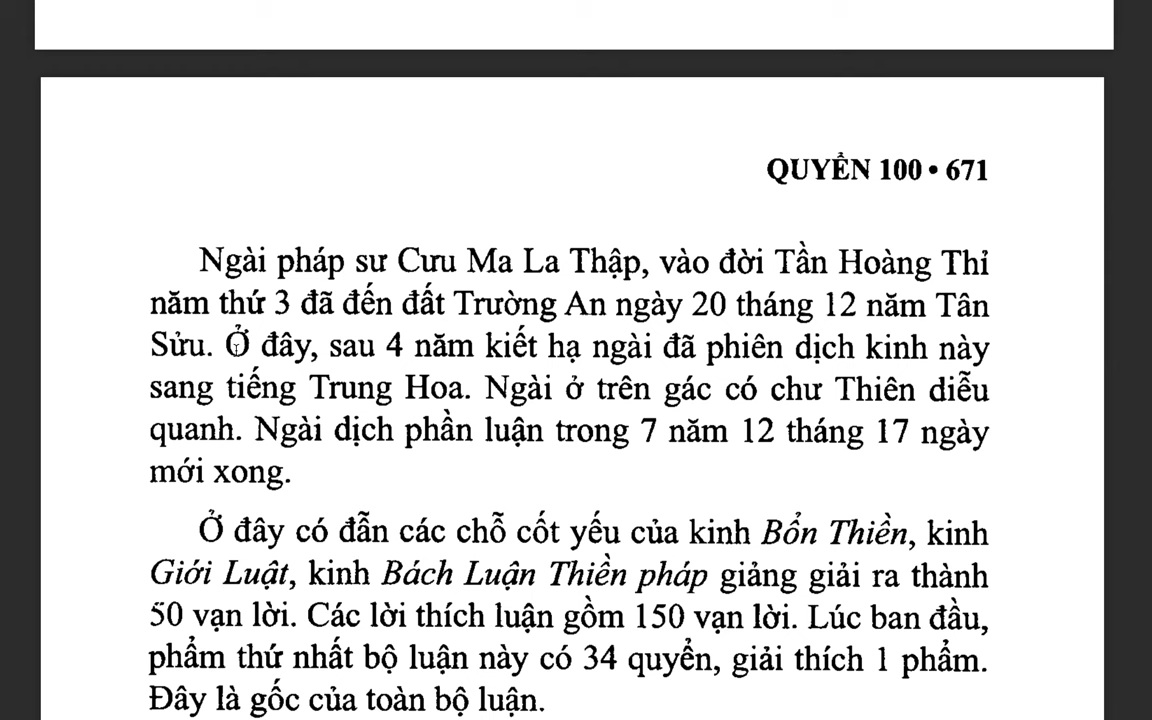 QUYỂN 100 • 671
Ngài pháp sư Cưu Ma La Thập, vào đời Tần Hoàng Thỉ
năm thứ 3 đã đến đất Trường An ngày 20 tháng 12 năm Tân
Sửu. Ở đây, sau 4 năm kiết hạ ngài đã phiên dịch kinh này
sang tiếng Trung Hoa. Ngài ở trên gác có chư Thiên diễu
quanh. Ngài dịch phần luận trong 7 năm 12 tháng 17 ngày
mới xong.
Ở đây có đẫn các chỗ cốt yếu của kinh Bổn Thiền, kinh
Giới Luật, kinh Bách Luận Thiền pháp giảng giải ra thành
50 vạn lời. Các lời thích luận gồm 150 vạn lời. Lúc ban đầu,
phẩm thứ nhất bộ luận này có 34 quyển, giải thích 1 phẩm.
Đây là gốc của toàn bộ luận.